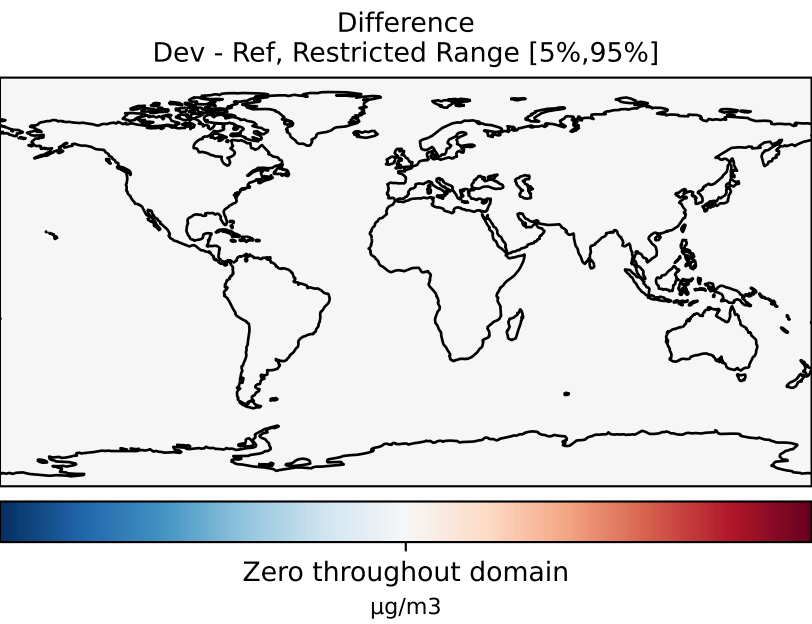 Difference
Dev - Ref, Restricted Range [5%,95%]
Zero throughout domain
μg/m3